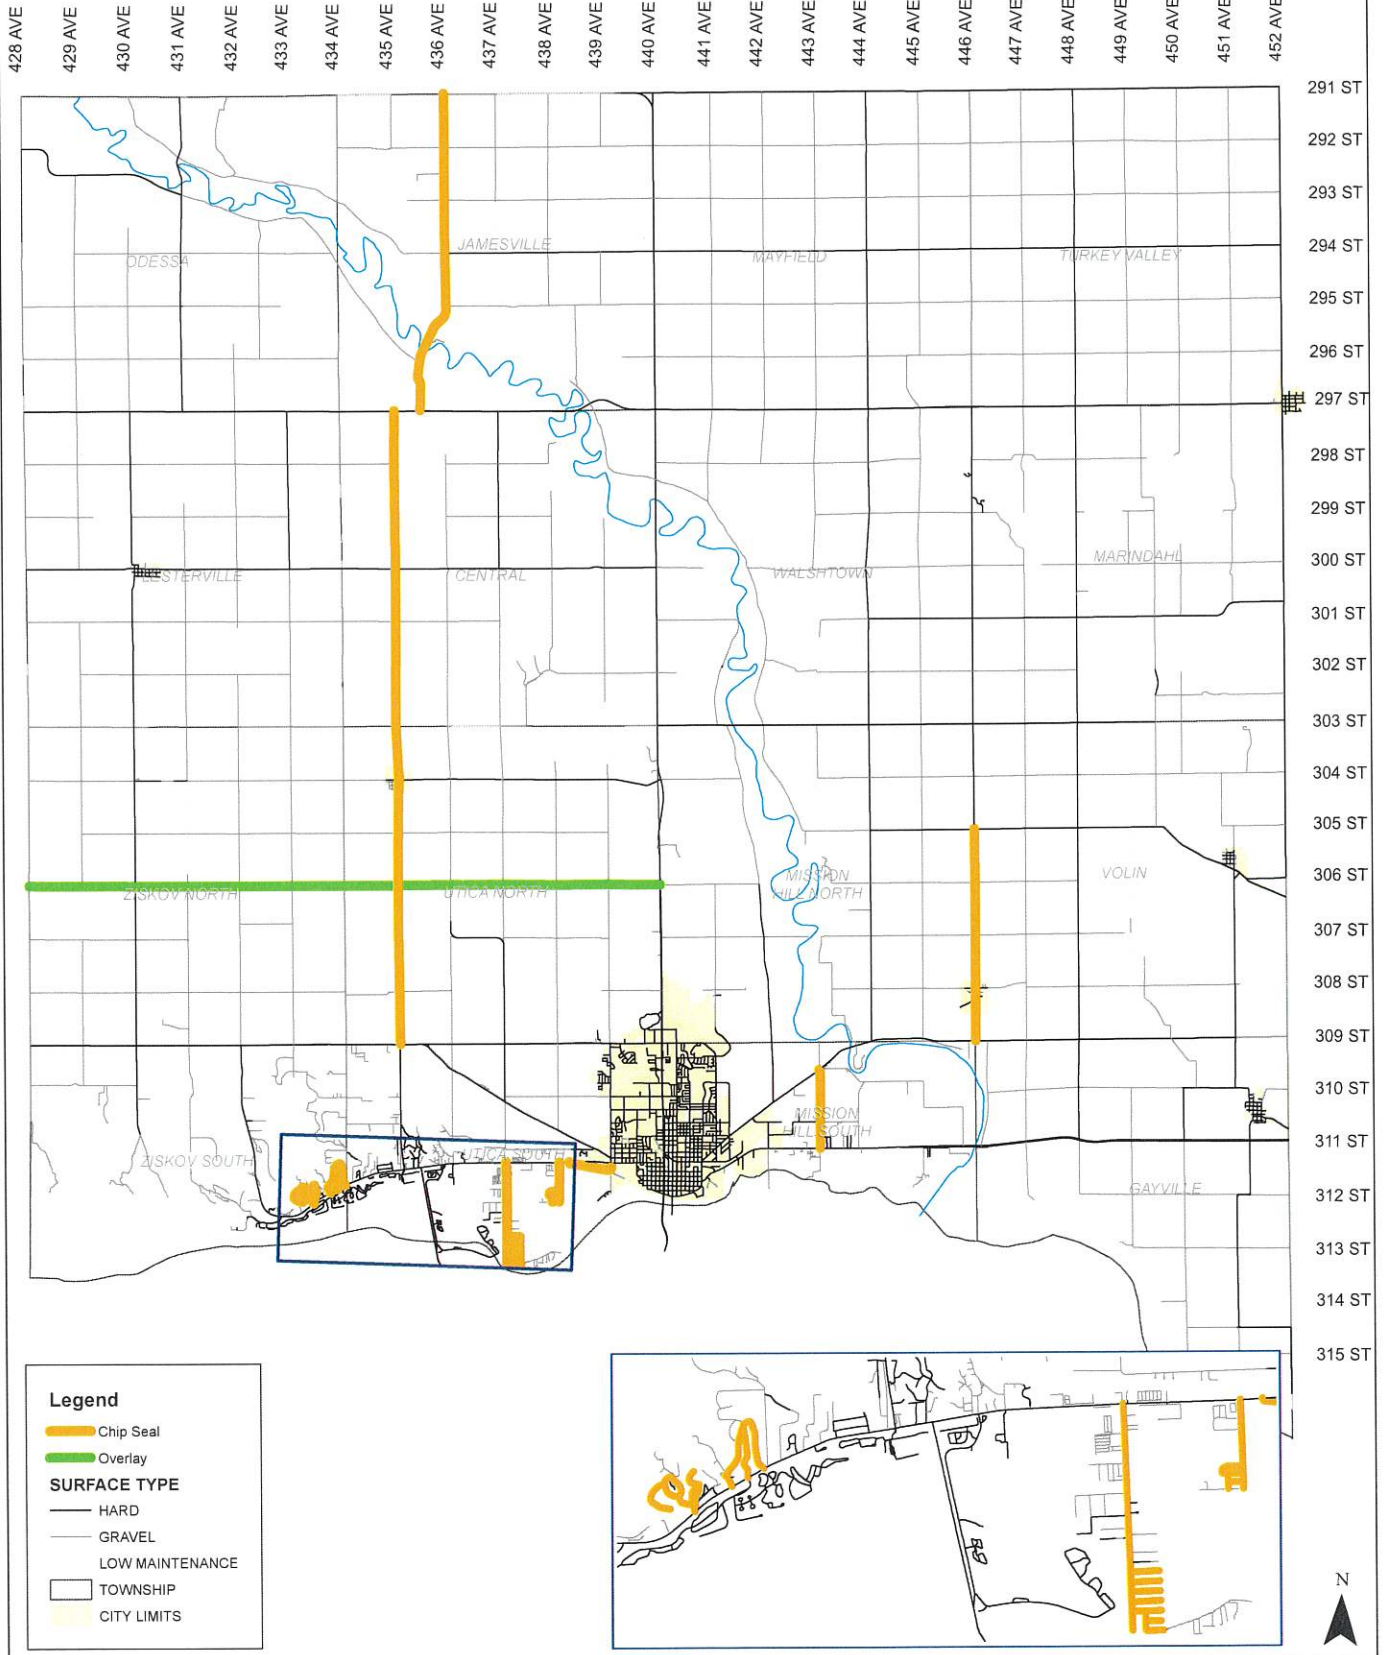 428 AVE
429 AVE
430 AVE
431 AVE
432 AVE
433 AVE
434 AVE
435 AVE
436 AVE
437 AVE
438 AVE
439 AVE
440 AVE
441 AVE
442 AVE
443 AVE
444 AVE
445 AVE
446 AVE
447 AVE
448 AVE
449 AVE
450 AVE
451 AVE
452 AVE
291 ST
292 ST
293 ST
JAMESVILLE
294 ST
ODESSA
MAYFIELD
TURKEY VALLEY
295 ST
296 ST
297 ST
298 ST
299 ST
MARINDAHL
300 ST
LESTERVILLE
CENTRAL
WALSHTOWN
301 ST
302 ST
303 ST
304 ST
305 ST
MISSION
HILL NORTH
VOLIN
306 ST
ZISKOV NORTH
UTICA NORTH
307 ST
308 ST
309 ST
310 ST
MISSION
HILL SOUTH
311 ST
ZISKOV SOUTH
UTICA SOUTH
GAYVILLE
312 ST
313 ST
314 ST
315 ST
Legend
Chip Seal
Overlay
SURFACE TYPE
HARD
GRAVEL
LOW MAINTENANCE
TOWNSHIP
CITY LIMITS
N